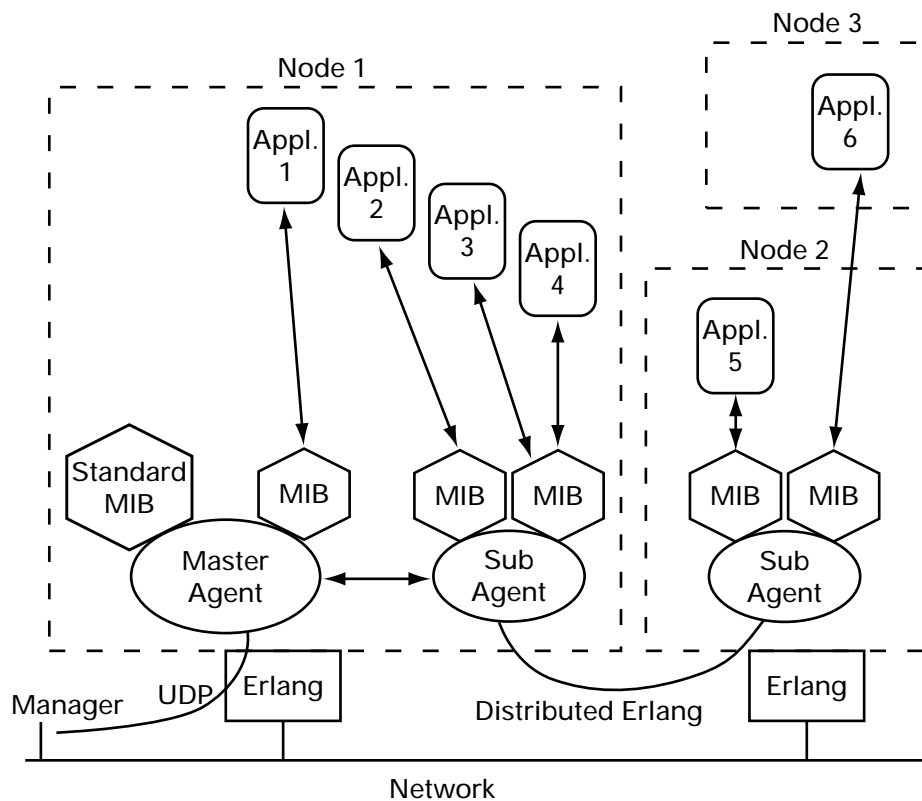 Node 3
Node 1
Appl.
6
Appl.
1
Appl.
2
Appl.
3
Appl.
4
Node 2
Appl.
5
Standard
MIB
MIB
MIB
MIB
MIB
MIB
Master
Agent
Sub
Agent
Sub
Agent
Manager
UDP
Erlang
Distributed Erlang
Erlang
Network